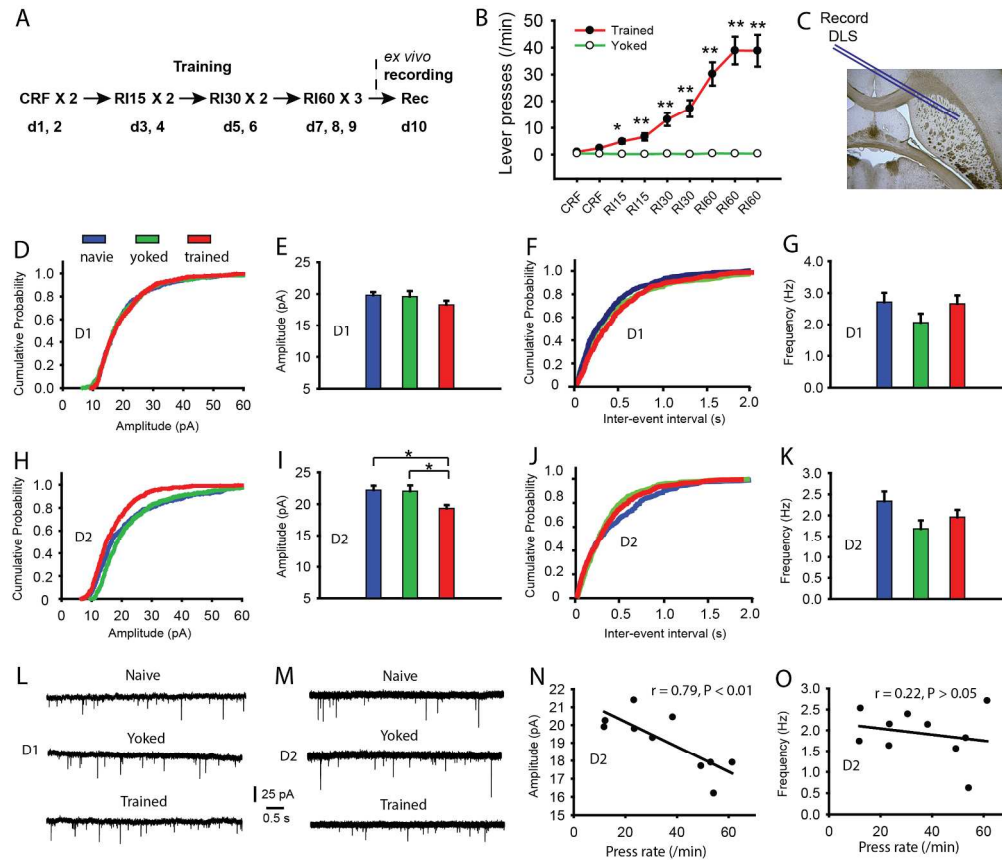 A
Training
ex vivo
recording
CRF X 2 → RI15 X 2 → RI30 X 2 → RI60 X 3 → Rec
d1, 2 d3, 4 d5, 6 d7, 8, 9 d10
B
Lever presses (/min)
50
40
30
20
10
0
Trained
Yoked
* ** ** ** ** ** **
CRF CRF RI15 RI15 RI30 RI30 RI60 RI60 RI60
C
Record
DLS
navie yoked trained
D
Cumulative Probability
1.0
0.8
0.6
0.4
0.2
0.0
D1
0 10 20 40 60
Amplitude (pA)
E
Amplitude (pA)
25
20
15
10
5
D1
F
Cumulative Probability
1.0
0.8
0.6
0.4
0.2
0
D1
0 0.5 1.0 1.5 2.0
Inter-event interval (s)
G
Frequency (Hz)
3.0
2.0
1.0
0.0
D1
H
Cumulative Probability
1.0
0.8
0.6
0.4
0.2
0
D2
0 10 20 40 60
Amplitude (pA)
I
Amplitude (pA)
25
20
15
10
5
D2
*
*
J
Cumulative Probability
1.0
0.8
0.6
0.4
0.2
0
D2
0 0.5 1.0 1.5 2.0
Inter-event interval (s)
K
Frequency (Hz)
3.0
2.5
2.0
1.5
1.0
0.5
0.0
D2
L
Naive
D1
Yoked
Trained
25 pA
0.5 s
M
Naive
D2
Yoked
Trained
N
r = 0.79, P < 0.01
Amplitude (pA)
22
21
20
19
18
17
16
15
D2
0 20 40 60
Press rate (/min)
O
r = 0.22, P > 0.05
Frequency (Hz)
3.0
2.5
2.0
1.5
1.0
0.5
0.0
D2
0 20 40 60
Press rate (/min)